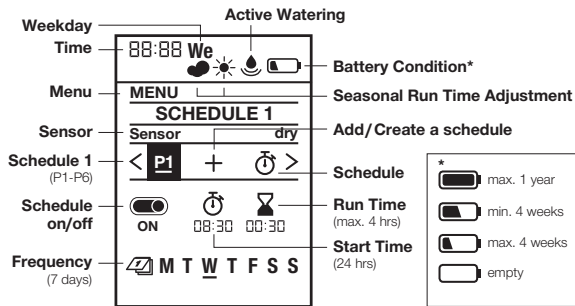 Active Watering
Weekday
Time
88:88 We
Battery Condition*
Menu
MENU
Seasonal Run Time Adjustment
SCHEDULE 1
Sensor
Sensor dry
Add/Create a schedule
Schedule 1
(P1-P6)
< P1 + >
Schedule
Schedule
on/off
ON
08:30 00:30
Run Time
(max. 4 hrs)
Start Time
(24 hrs)
Frequency
(7 days)
7 M T W T F S S
*
max. 1 year
min. 4 weeks
max. 4 weeks
empty